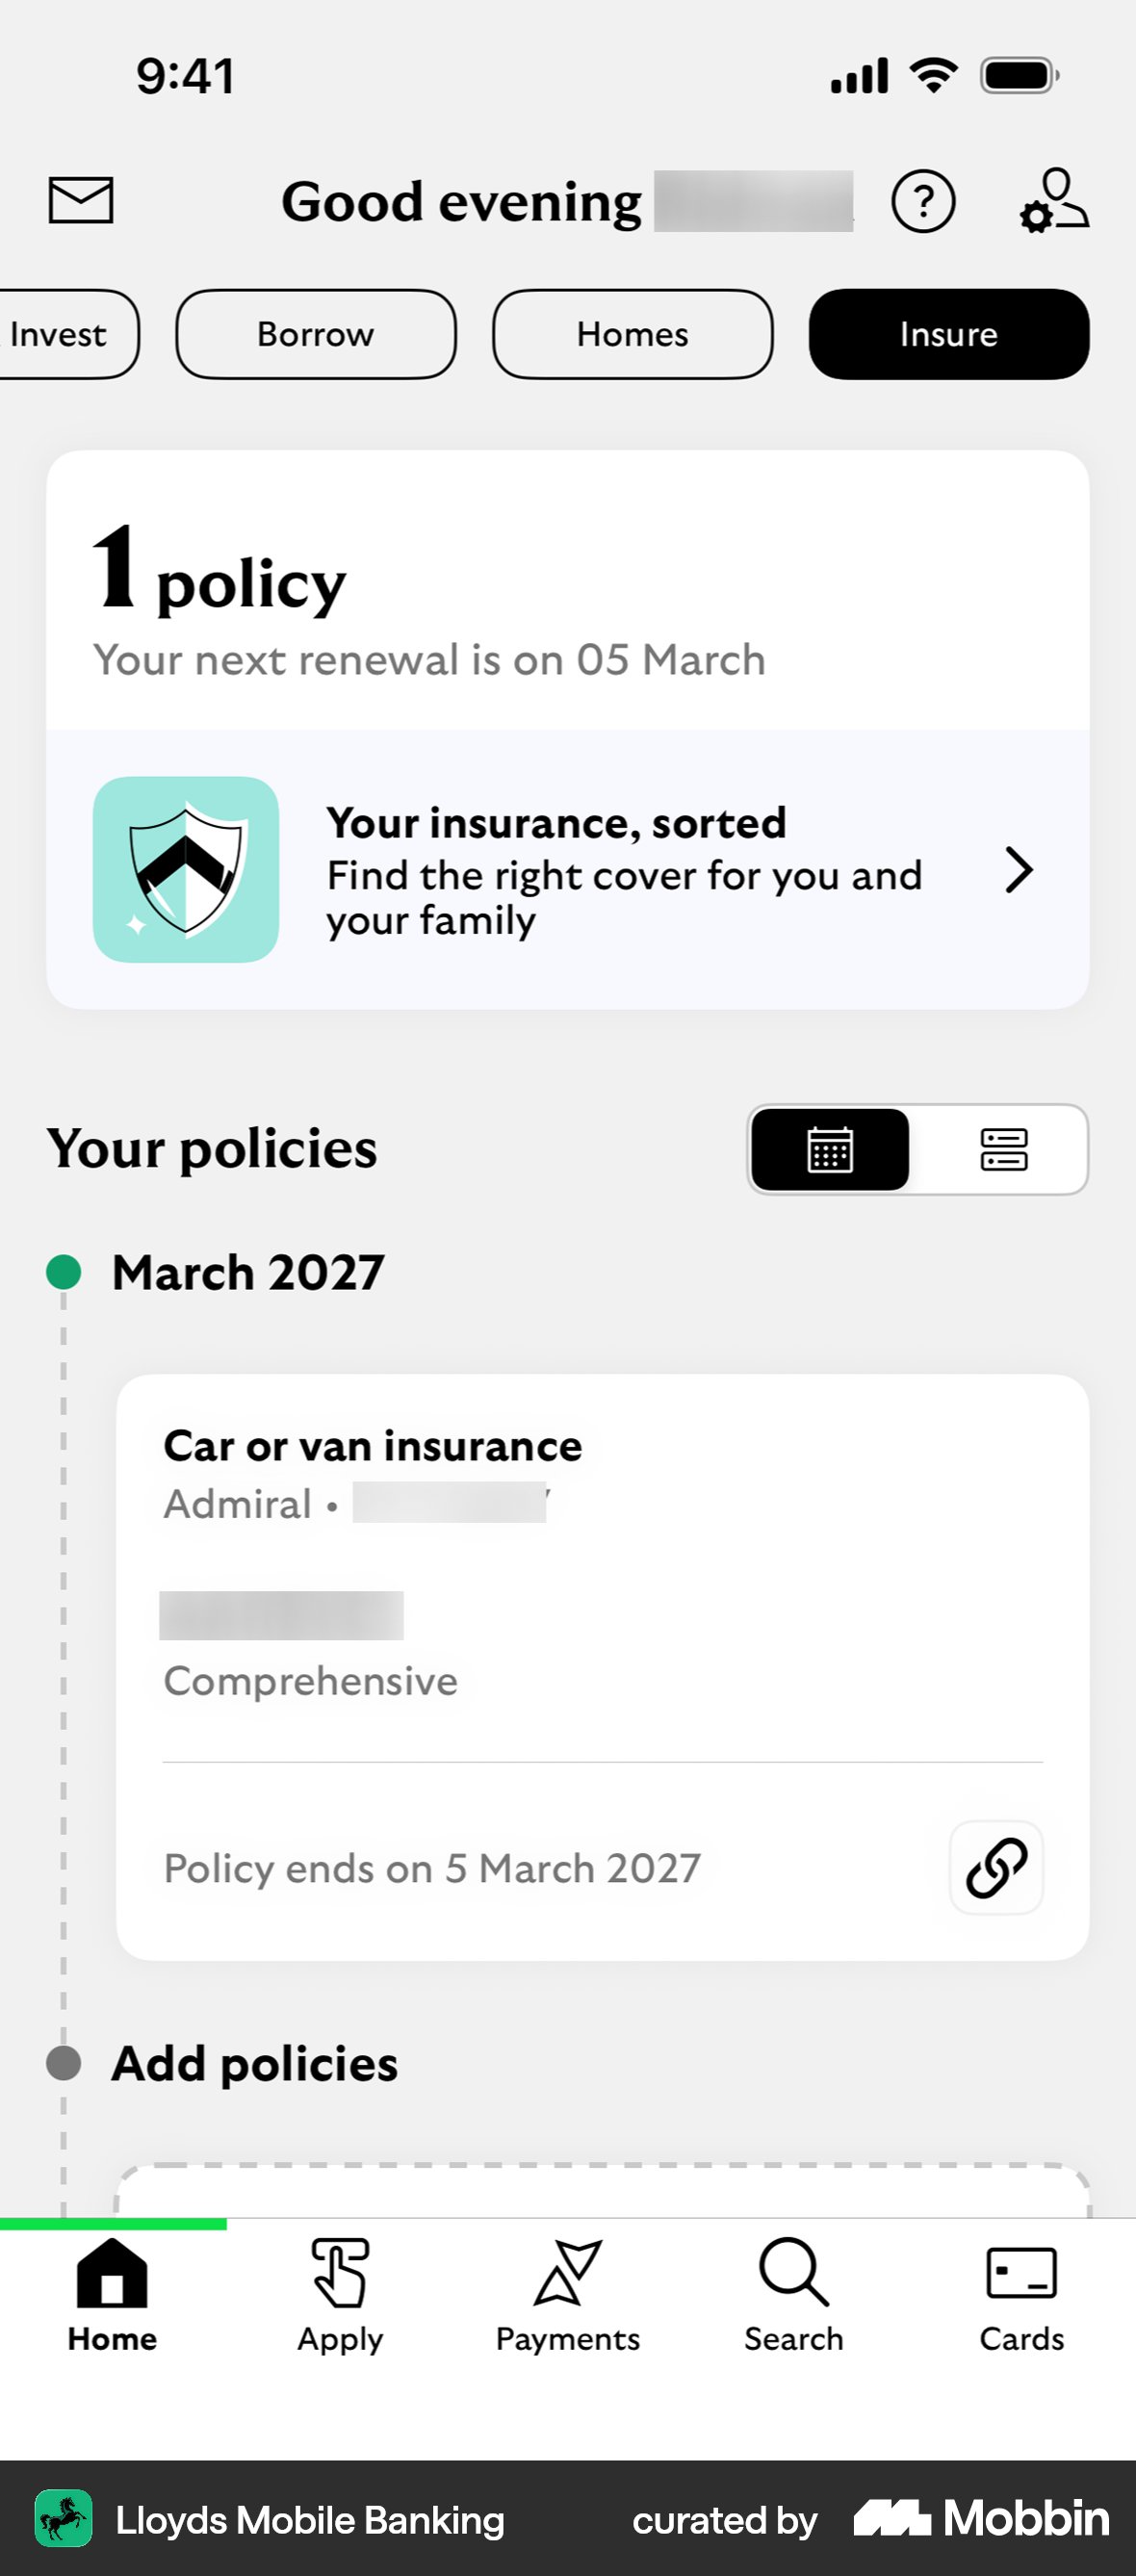 9:41
Good evening
?
Invest
Borrow
Homes
Insure
1 policy
Your next renewal is on 05 March
Your insurance, sorted
Find the right cover for you and
your family
Your policies
March 2027
Car or van insurance
Admiral •
Comprehensive
Policy ends on 5 March 2027
Add policies
Home
Apply
Payments
Search
Cards
Lloyds Mobile Banking
curated by
Mobbin